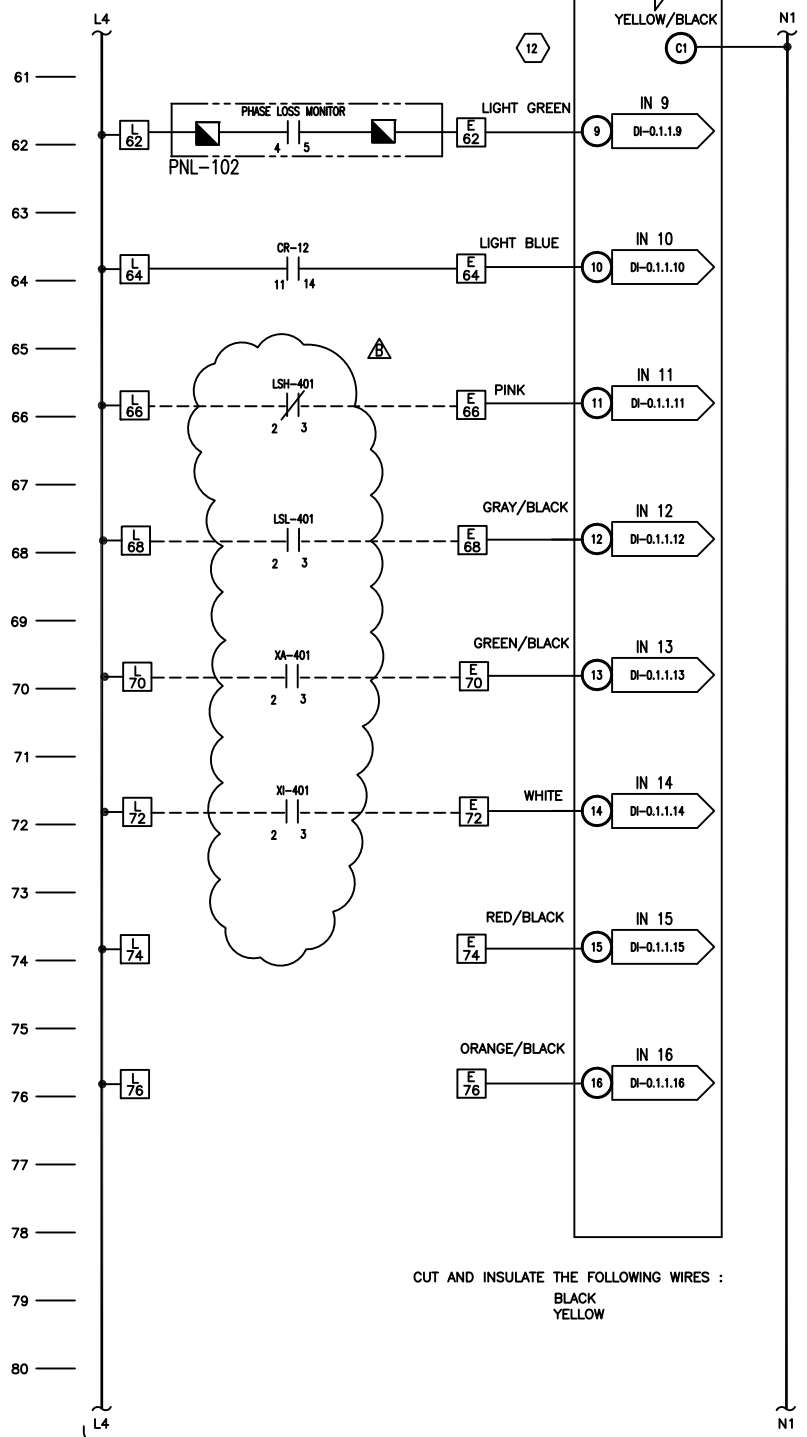 L4
YELLOW/BLACK
N1
12
C1
61
PHASE LOSS MONITOR
LIGHT GREEN
IN 9
L
62
4
5
E
62
9
DI-0.1.1.9
62
PNL-102
63
CR-12
LIGHT BLUE
IN 10
L
64
11
14
E
64
10
DI-0.1.1.10
64
65
B
LSH-401
PINK
IN 11
L
66
2
3
E
66
11
DI-0.1.1.11
66
67
LSL-401
GRAY/BLACK
IN 12
L
68
2
3
E
68
12
DI-0.1.1.12
68
69
XA-401
GREEN/BLACK
IN 13
L
70
2
3
E
70
13
DI-0.1.1.13
70
71
XI-401
WHITE
IN 14
L
72
2
3
E
72
14
DI-0.1.1.14
72
73
RED/BLACK
IN 15
L
74
E
74
15
DI-0.1.1.15
74
75
ORANGE/BLACK
IN 16
L
76
E
76
16
DI-0.1.1.16
76
77
78
CUT AND INSULATE THE FOLLOWING WIRES :
79
BLACK
YELLOW
80
L4
N1